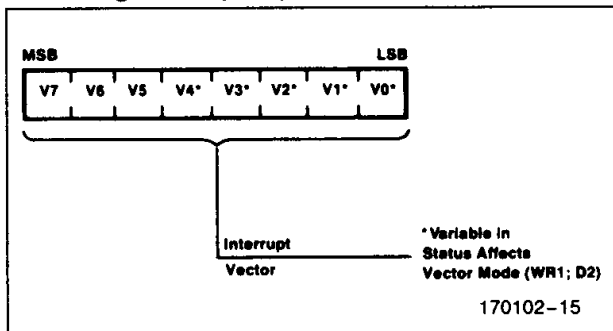 MSB LSB
V7 V6 V5 V4* V3* V2* V1* V0*
Interrupt
Vector
*Variable in
Status Affects
Vector Mode (WR1; D2)
170102–15